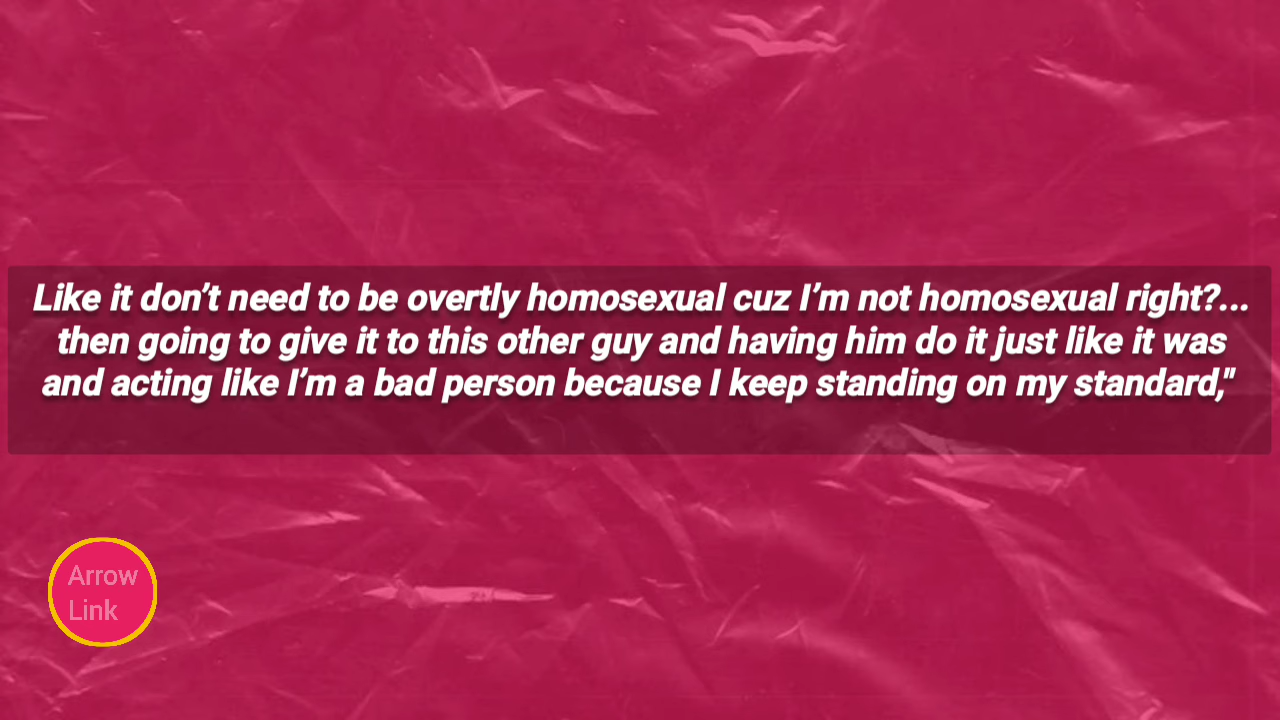 Like it don’t need to be overtly homosexual cuz I’m not homosexual right?...
then going to give it to this other guy and having him do it just like it was
and acting like I’m a bad person because I keep standing on my standard,"
Arrow
Link